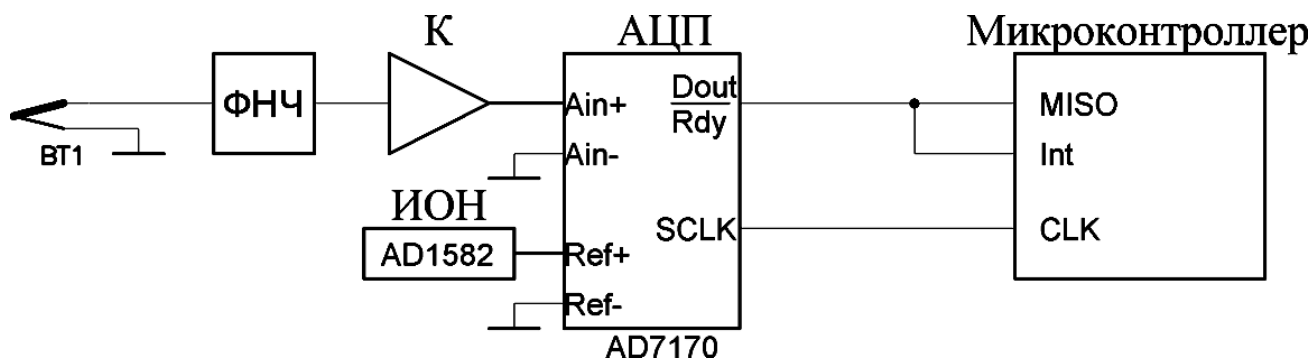 К
АЦП
Микроконтроллер
ФНЧ
BT1
Ain+
Ain-
Dout
Rdy
MISO
Int
ИОН
AD1582
Ref+
Ref-
SCLK
CLK
AD7170